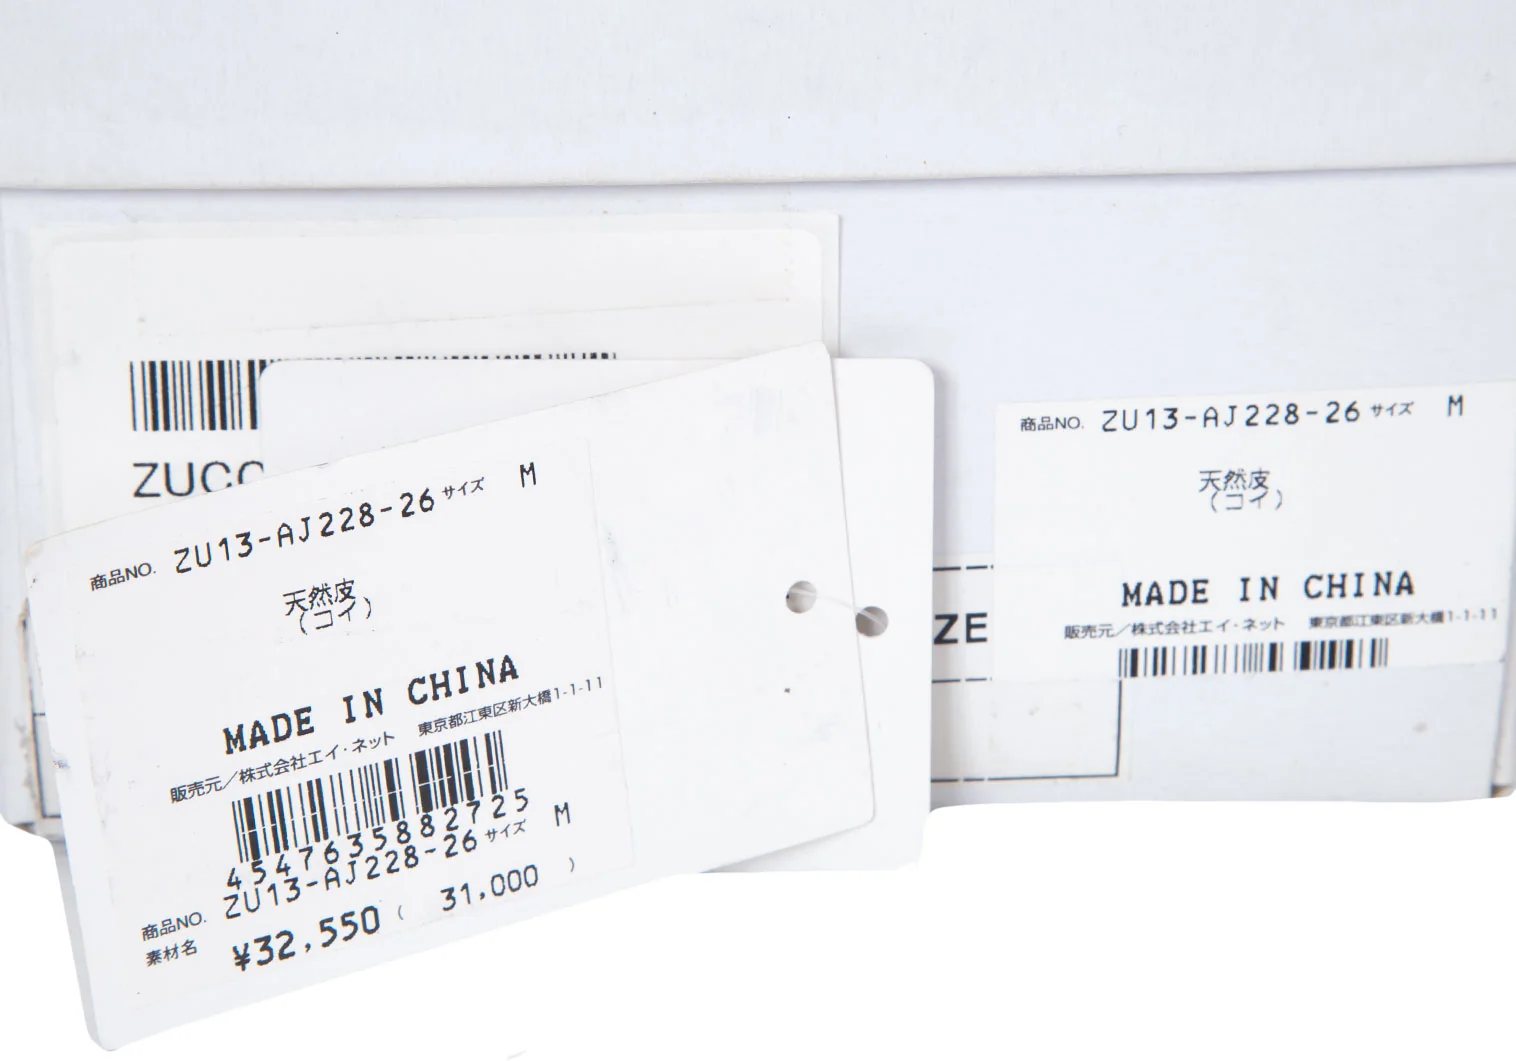 ZUCC
商品NO. ZU13-AJ228-26 サイズ M
天然皮
(コイ)
MADE IN CHINA
販売元／株式会社エイ・ネット 東京都江東区新大橋1-1-11
4547635882725
商品NO. ZU13-AJ228-26 サイズ M
素材名 ¥32,550 ( 31,000 )
ZE
商品NO. ZU13-AJ228-26 サイズ M
天然皮
(コイ)
MADE IN CHINA
販売元／株式会社エイ・ネット 東京都江東区新大橋1-1-11